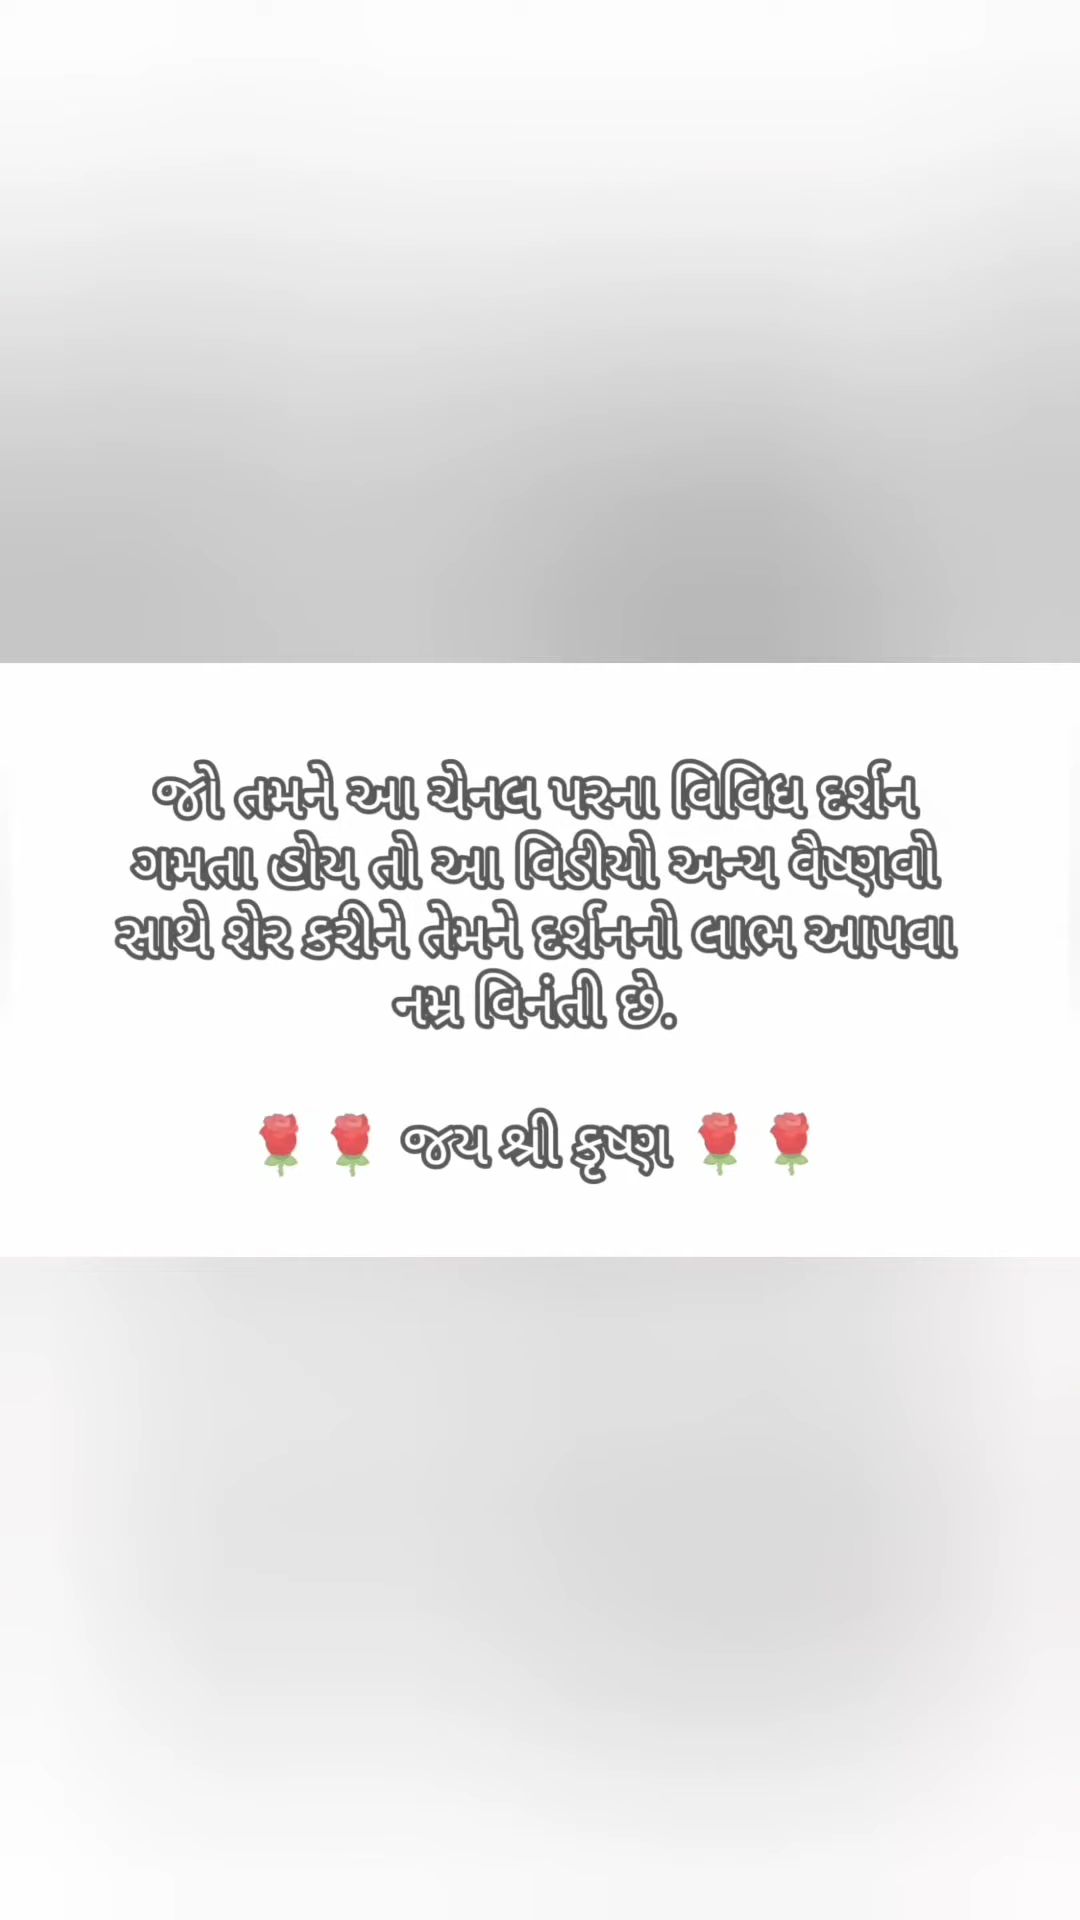 જો તમને આ ચેનલ પરના વિવિધ દર્શન
ગમતા હોય તો આ વિડીયો અન્ય વૈષ્ણવો
સાથે શેર કરીને તેમને દર્શનનો લાભ આપવા
નમ્ર વિનંતી છે.
🌹🌹 જય શ્રી કૃષ્ણ 🌹🌹